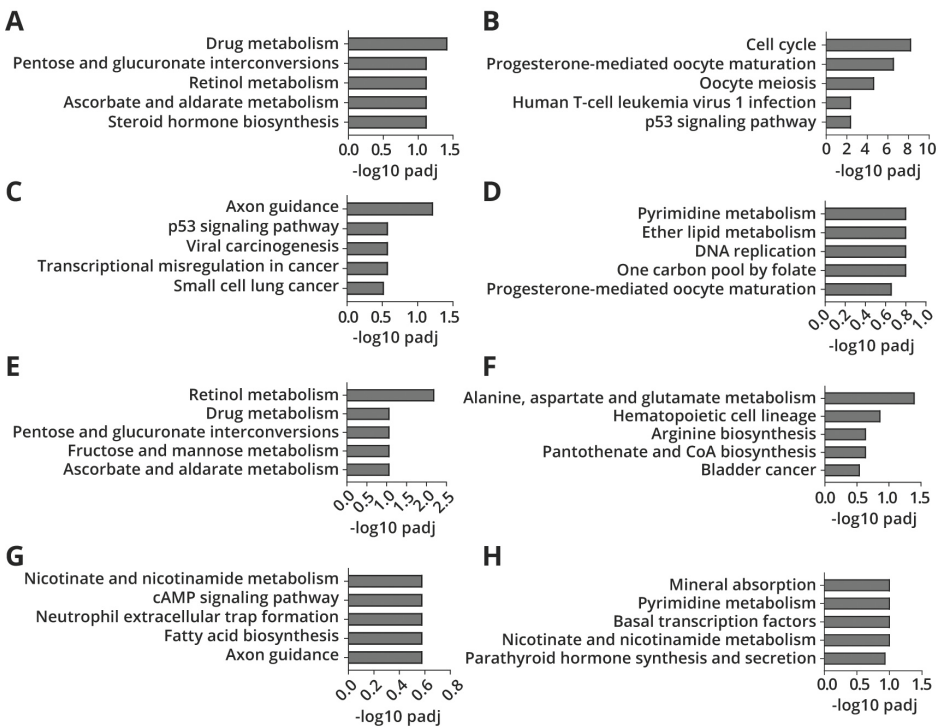 A
Drug metabolism
Pentose and glucuronate interconversions
Retinol metabolism
Ascorbate and aldarate metabolism
Steroid hormone biosynthesis
0.0 0.5 1.0 1.5
-log10 padj
B
Cell cycle
Progesterone-mediated oocyte maturation
Oocyte meiosis
Human T-cell leukemia virus 1 infection
p53 signaling pathway
0 2 4 6 8 10
-log10 padj
C
Axon guidance
p53 signaling pathway
Viral carcinogenesis
Transcriptional misregulation in cancer
Small cell lung cancer
0.0 0.5 1.0 1.5
-log10 padj
D
Pyrimidine metabolism
Ether lipid metabolism
DNA replication
One carbon pool by folate
Progesterone-mediated oocyte maturation
0.0 0.2 0.4 0.6 0.8 1.0
-log10 padj
E
Retinol metabolism
Drug metabolism
Pentose and glucuronate interconversions
Fructose and mannose metabolism
Ascorbate and aldarate metabolism
0.0 0.5 1.0 1.5 2.0 2.5
-log10 padj
F
Alanine, aspartate and glutamate metabolism
Hematopoietic cell lineage
Arginine biosynthesis
Pantothenate and CoA biosynthesis
Bladder cancer
0.0 0.5 1.0 1.5
-log10 padj
G
Nicotinate and nicotinamide metabolism
cAMP signaling pathway
Neutrophil extracellular trap formation
Fatty acid biosynthesis
Axon guidance
0.0 0.2 0.4 0.6 0.8
-log10 padj
H
Mineral absorption
Pyrimidine metabolism
Basal transcription factors
Nicotinate and nicotinamide metabolism
Parathyroid hormone synthesis and secretion
0.0 0.5 1.0 1.5
-log10 padj